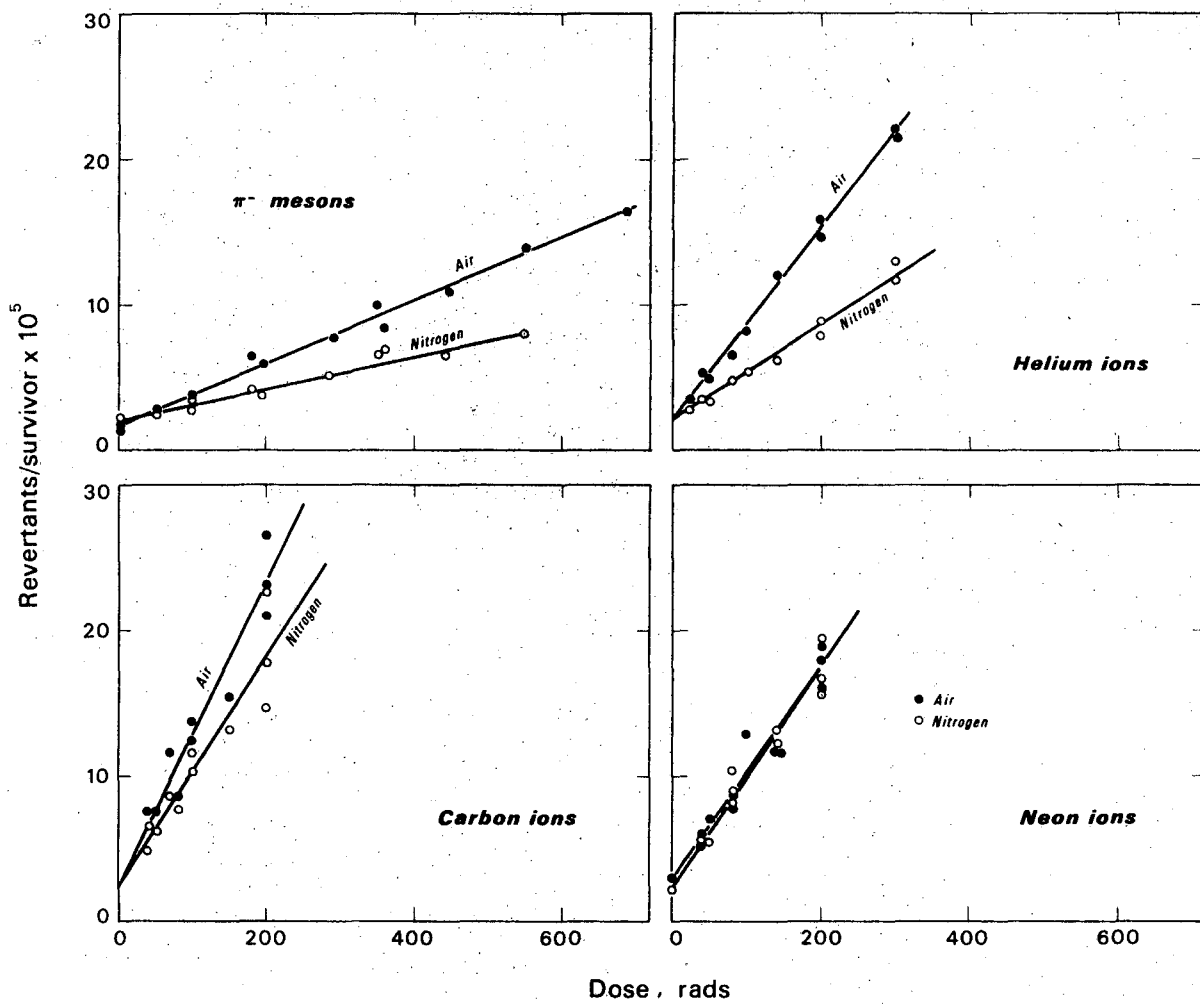 Revertants/survivor x 10⁵
30
20
10
0
π⁻ mesons
Air
Nitrogen
Air
Nitrogen
Helium ions
30
20
10
0
Air
Nitrogen
Carbon ions
Air
Nitrogen
Neon ions
0 200 400 600
0 200 400 600
Dose, rads